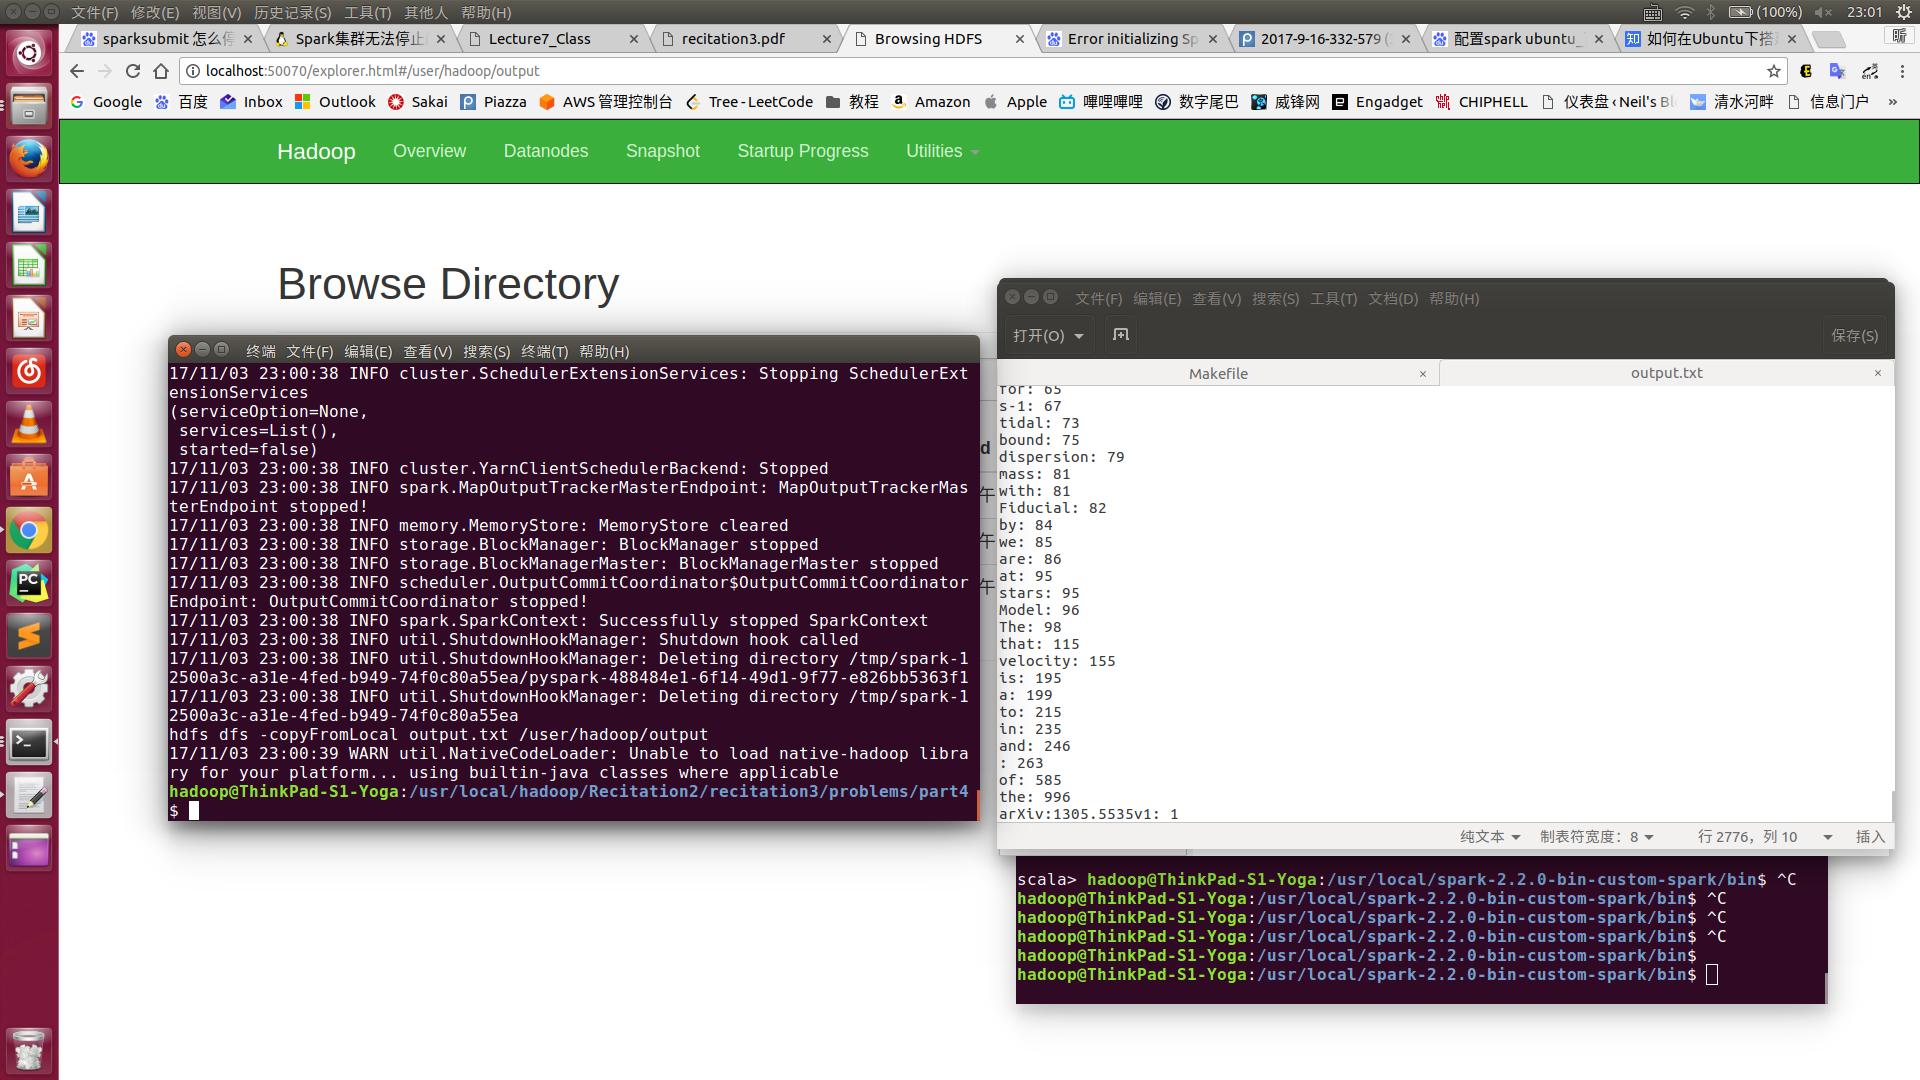 文件(F) 修改(E) 视图(V) 历史记录(S) 工具(T) 其他人 帮助(H)
(100%) 23:01
sparksubmit 怎么停
Spark集群无法停止
Lecture7_Class
recitation3.pdf
Browsing HDFS
Error initializing Sp
2017-9-16-332-579 (
配置spark ubuntu_
如何在Ubuntu下搭
昕
localhost:50070/explorer.html#/user/hadoop/output
Google 百度 Inbox Outlook Sakai Piazza AWS 管理控制台 Tree - LeetCode 教程 Amazon Apple 嗶哩嗶哩 数字尾巴 威锋网 Engadget CHIPHELL 仪表盘 ‹ Neil's Bl 清水河畔 信息门户 »
Hadoop Overview Datanodes Snapshot Startup Progress Utilities
Browse Directory
终端 文件(F) 编辑(E) 查看(V) 搜索(S) 终端(T) 帮助(H)
17/11/03 23:00:38 INFO cluster.SchedulerExtensionServices: Stopping SchedulerExt
ensionServices
(serviceOption=None,
services=List(),
started=false)
17/11/03 23:00:38 INFO cluster.YarnClientSchedulerBackend: Stopped
17/11/03 23:00:38 INFO spark.MapOutputTrackerMasterEndpoint: MapOutputTrackerMas
terEndpoint stopped!
17/11/03 23:00:38 INFO memory.MemoryStore: MemoryStore cleared
17/11/03 23:00:38 INFO storage.BlockManager: BlockManager stopped
17/11/03 23:00:38 INFO storage.BlockManagerMaster: BlockManagerMaster stopped
17/11/03 23:00:38 INFO scheduler.OutputCommitCoordinator$OutputCommitCoordinator
Endpoint: OutputCommitCoordinator stopped!
17/11/03 23:00:38 INFO spark.SparkContext: Successfully stopped SparkContext
17/11/03 23:00:38 INFO util.ShutdownHookManager: Shutdown hook called
17/11/03 23:00:38 INFO util.ShutdownHookManager: Deleting directory /tmp/spark-1
2500a3c-a31e-4fed-b949-74f0c80a55ea/pyspark-488484e1-6f14-49d1-9f77-e826bb5363f1
17/11/03 23:00:38 INFO util.ShutdownHookManager: Deleting directory /tmp/spark-1
2500a3c-a31e-4fed-b949-74f0c80a55ea
hdfs dfs -copyFromLocal output.txt /user/hadoop/output
17/11/03 23:00:39 WARN util.NativeCodeLoader: Unable to load native-hadoop libra
ry for your platform... using builtin-java classes where applicable
hadoop@ThinkPad-S1-Yoga:/usr/local/hadoop/Recitation2/recitation3/problems/part4
$
d
午
午
午
文件(F) 编辑(E) 查看(V) 搜索(S) 工具(T) 文档(D) 帮助(H)
打开(O) 保存(S)
Makefile × output.txt ×
for: 65
s-1: 67
tidal: 73
bound: 75
dispersion: 79
mass: 81
with: 81
Fiducial: 82
by: 84
we: 85
are: 86
at: 95
stars: 95
Model: 96
The: 98
that: 115
velocity: 155
is: 195
a: 199
to: 215
in: 235
and: 246
: 263
of: 585
the: 996
arXiv:1305.5535v1: 1
纯文本 制表符宽度: 8 行 2776，列 10 插入
scala> hadoop@ThinkPad-S1-Yoga:/usr/local/spark-2.2.0-bin-custom-spark/bin$ ^C
hadoop@ThinkPad-S1-Yoga:/usr/local/spark-2.2.0-bin-custom-spark/bin$ ^C
hadoop@ThinkPad-S1-Yoga:/usr/local/spark-2.2.0-bin-custom-spark/bin$ ^C
hadoop@ThinkPad-S1-Yoga:/usr/local/spark-2.2.0-bin-custom-spark/bin$ ^C
hadoop@ThinkPad-S1-Yoga:/usr/local/spark-2.2.0-bin-custom-spark/bin$
hadoop@ThinkPad-S1-Yoga:/usr/local/spark-2.2.0-bin-custom-spark/bin$